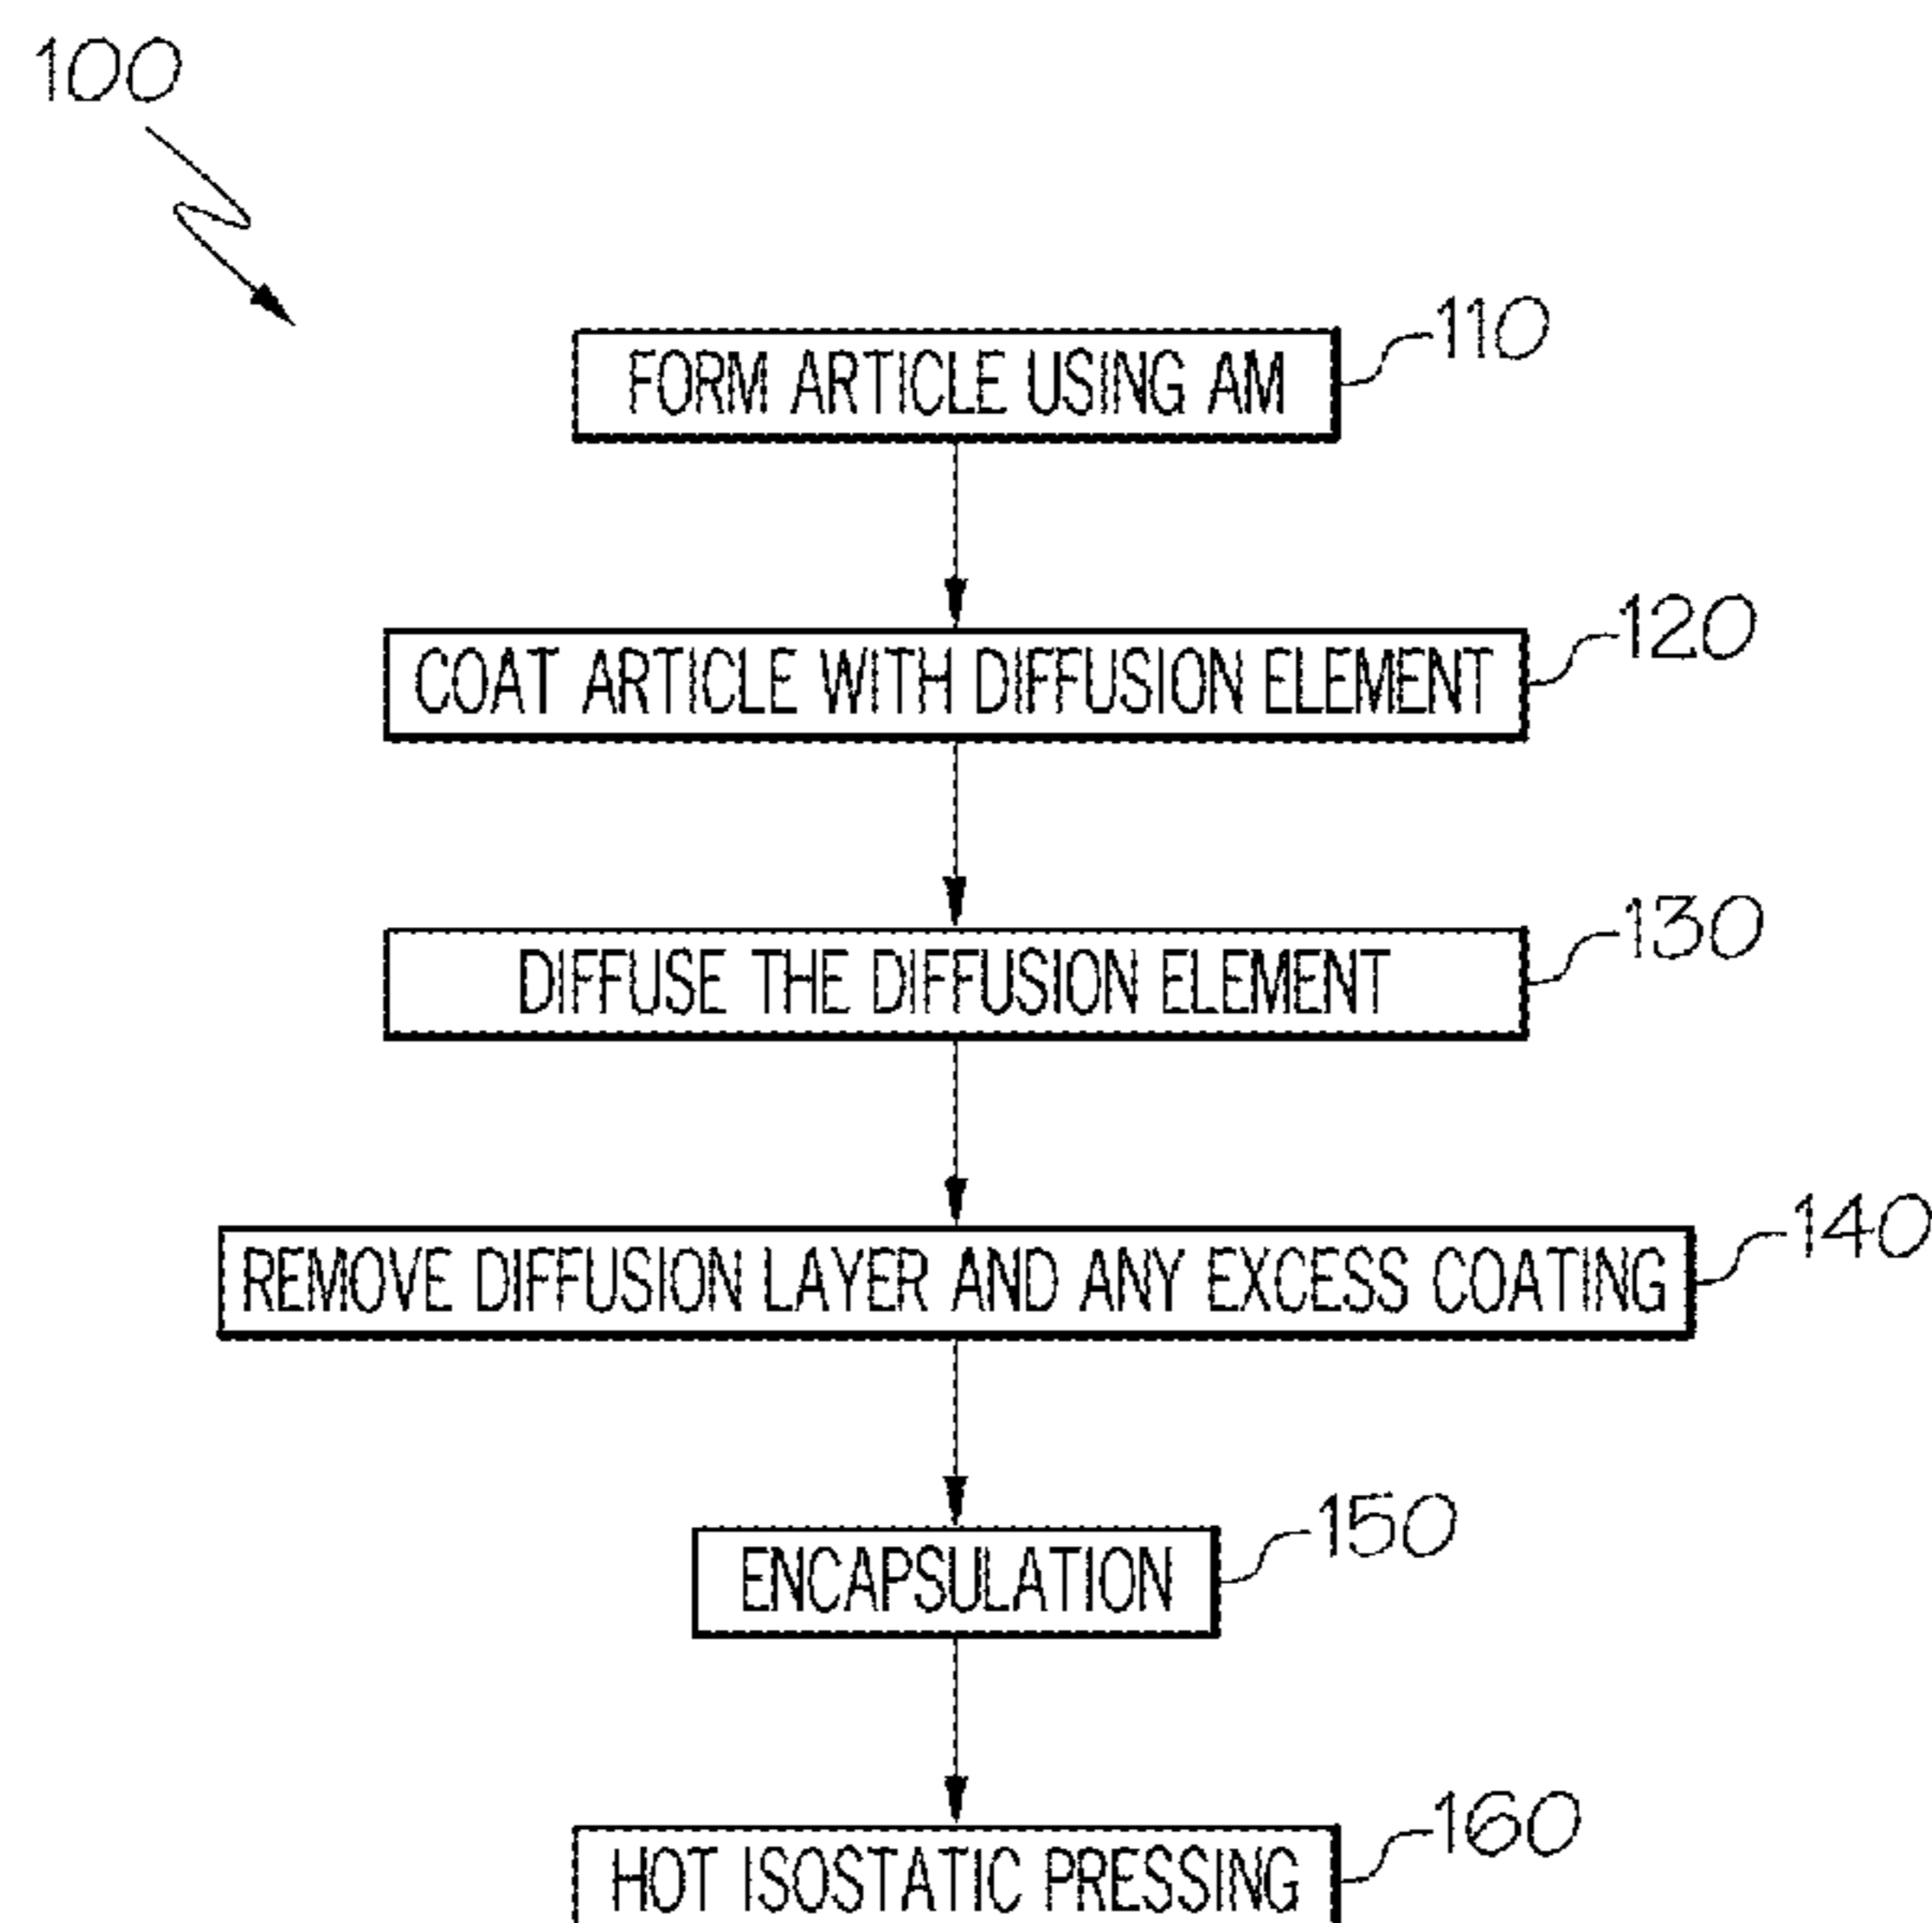 100
FORM ARTICLE USING AM
110
COAT ARTICLE WITH DIFFUSION ELEMENT
120
DIFFUSE THE DIFFUSION ELEMENT
130
REMOVE DIFFUSION LAYER AND ANY EXCESS COATING
140
ENCAPSULATION
150
HOT ISOSTATIC PRESSING
160